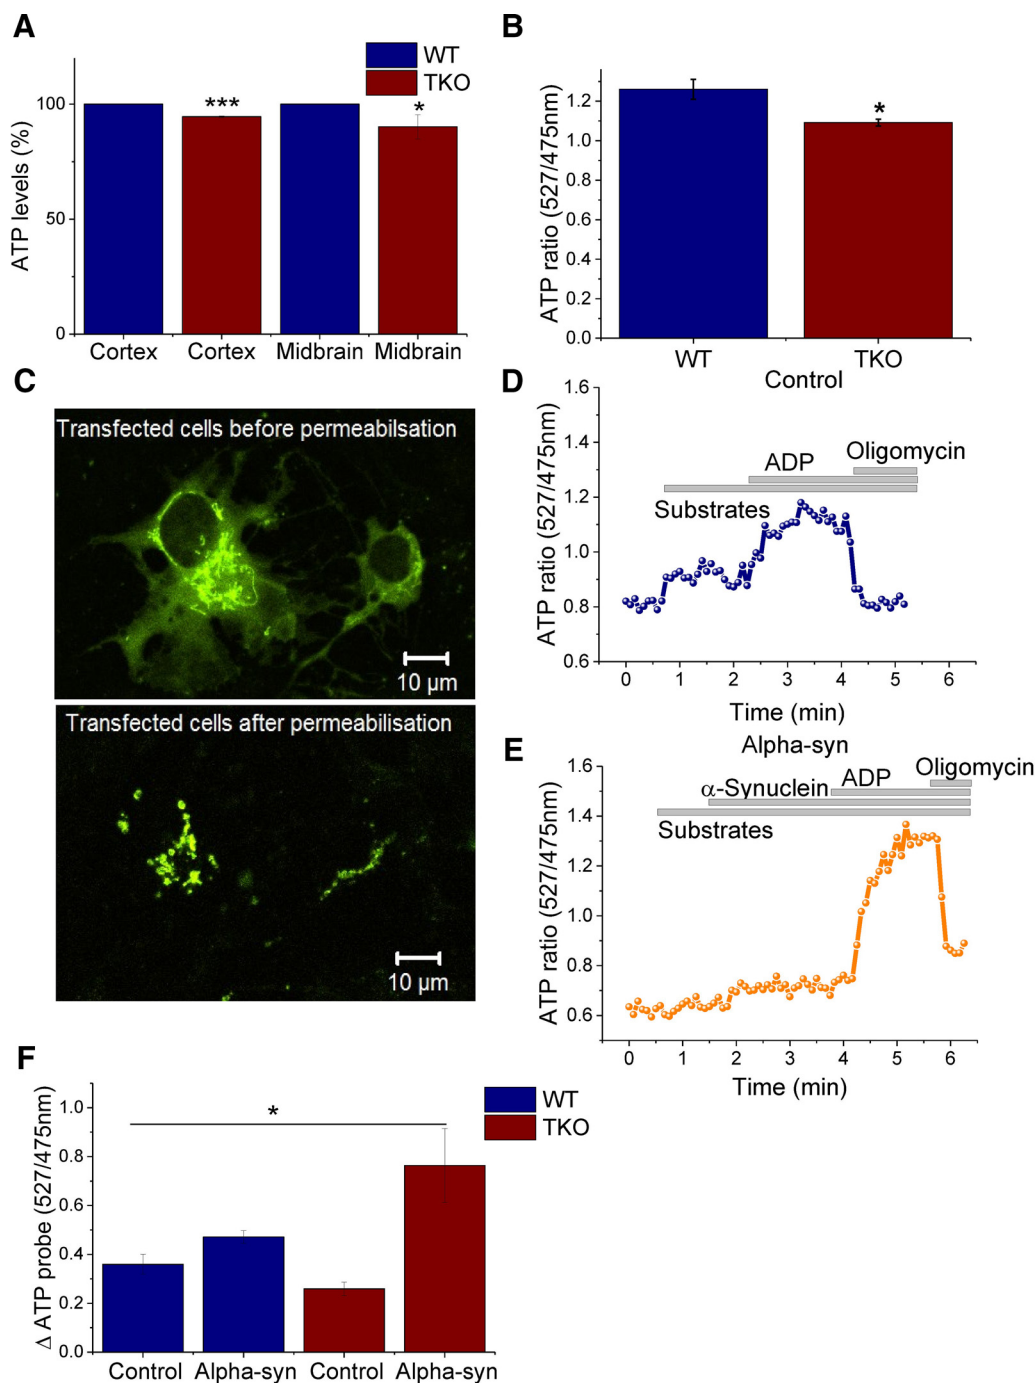 A
WT
TKO
ATP levels (%)
100
50
0
***
*
Cortex
Cortex
Midbrain
Midbrain
B
ATP ratio (527/475nm)
1.2
1.0
0.8
0.6
0.4
0.2
0.0
*
WT
TKO
C
Transfected cells before permeabilsation
10 µm
Transfected cells after permeabilisation
10 µm
D
Control
ATP ratio (527/475nm)
1.6
1.4
1.2
1.0
0.8
0.6
Oligomycin
ADP
Substrates
0 1 2 3 4 5 6
Time (min)
E
Alpha-syn
ATP ratio (527/475nm)
1.6
1.4
1.2
1.0
0.8
0.6
Oligomycin
ADP
α-Synuclein
Substrates
0 1 2 3 4 5 6
Time (min)
F
WT
TKO
Δ ATP probe (527/475nm)
1.0
0.8
0.6
0.4
0.2
0.0
*
Control
Alpha-syn
Control
Alpha-syn